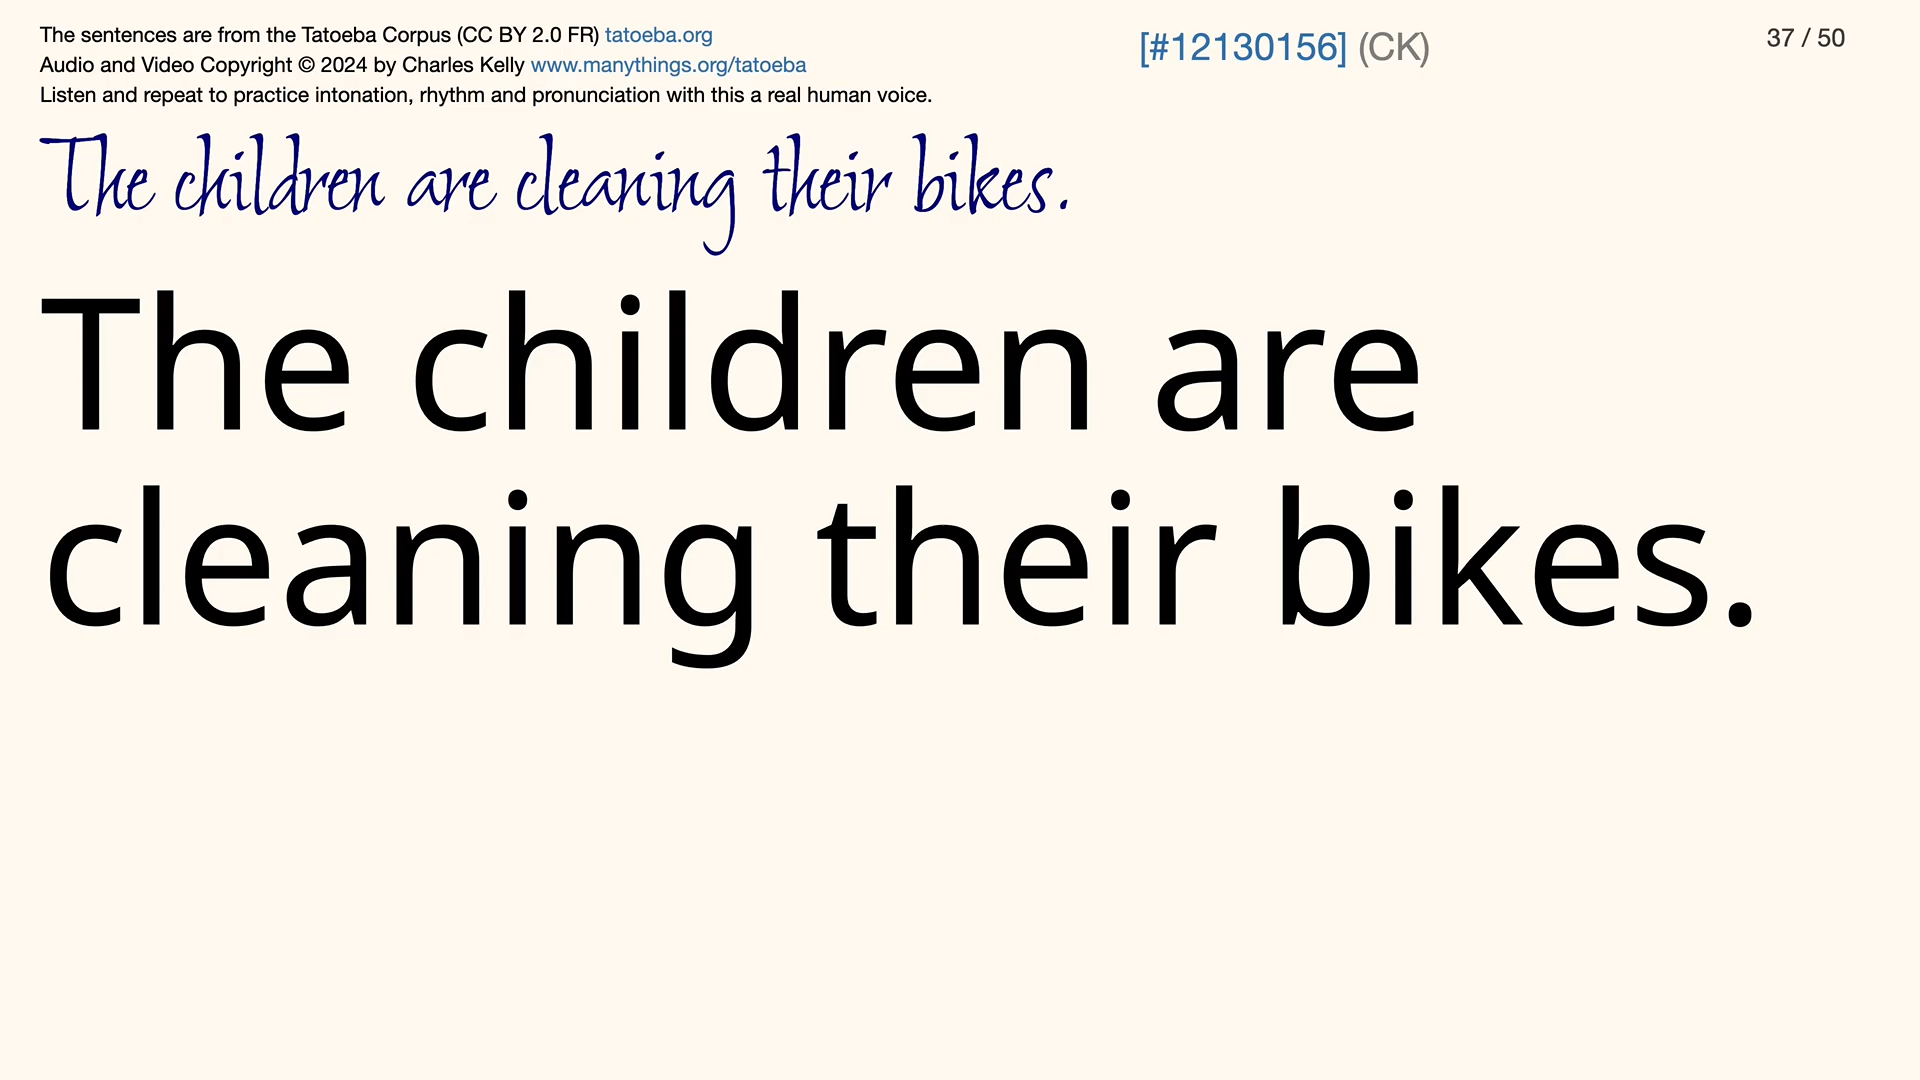 The sentences are from the Tatoeba Corpus (CC BY 2.0 FR) tatoeba.org
Audio and Video Copyright © 2024 by Charles Kelly www.manythings.org/tatoeba
Listen and repeat to practice intonation, rhythm and pronunciation with this a real human voice.
[#12130156] (CK)
37 / 50
The children are cleaning their bikes.
The children are
cleaning their bikes.